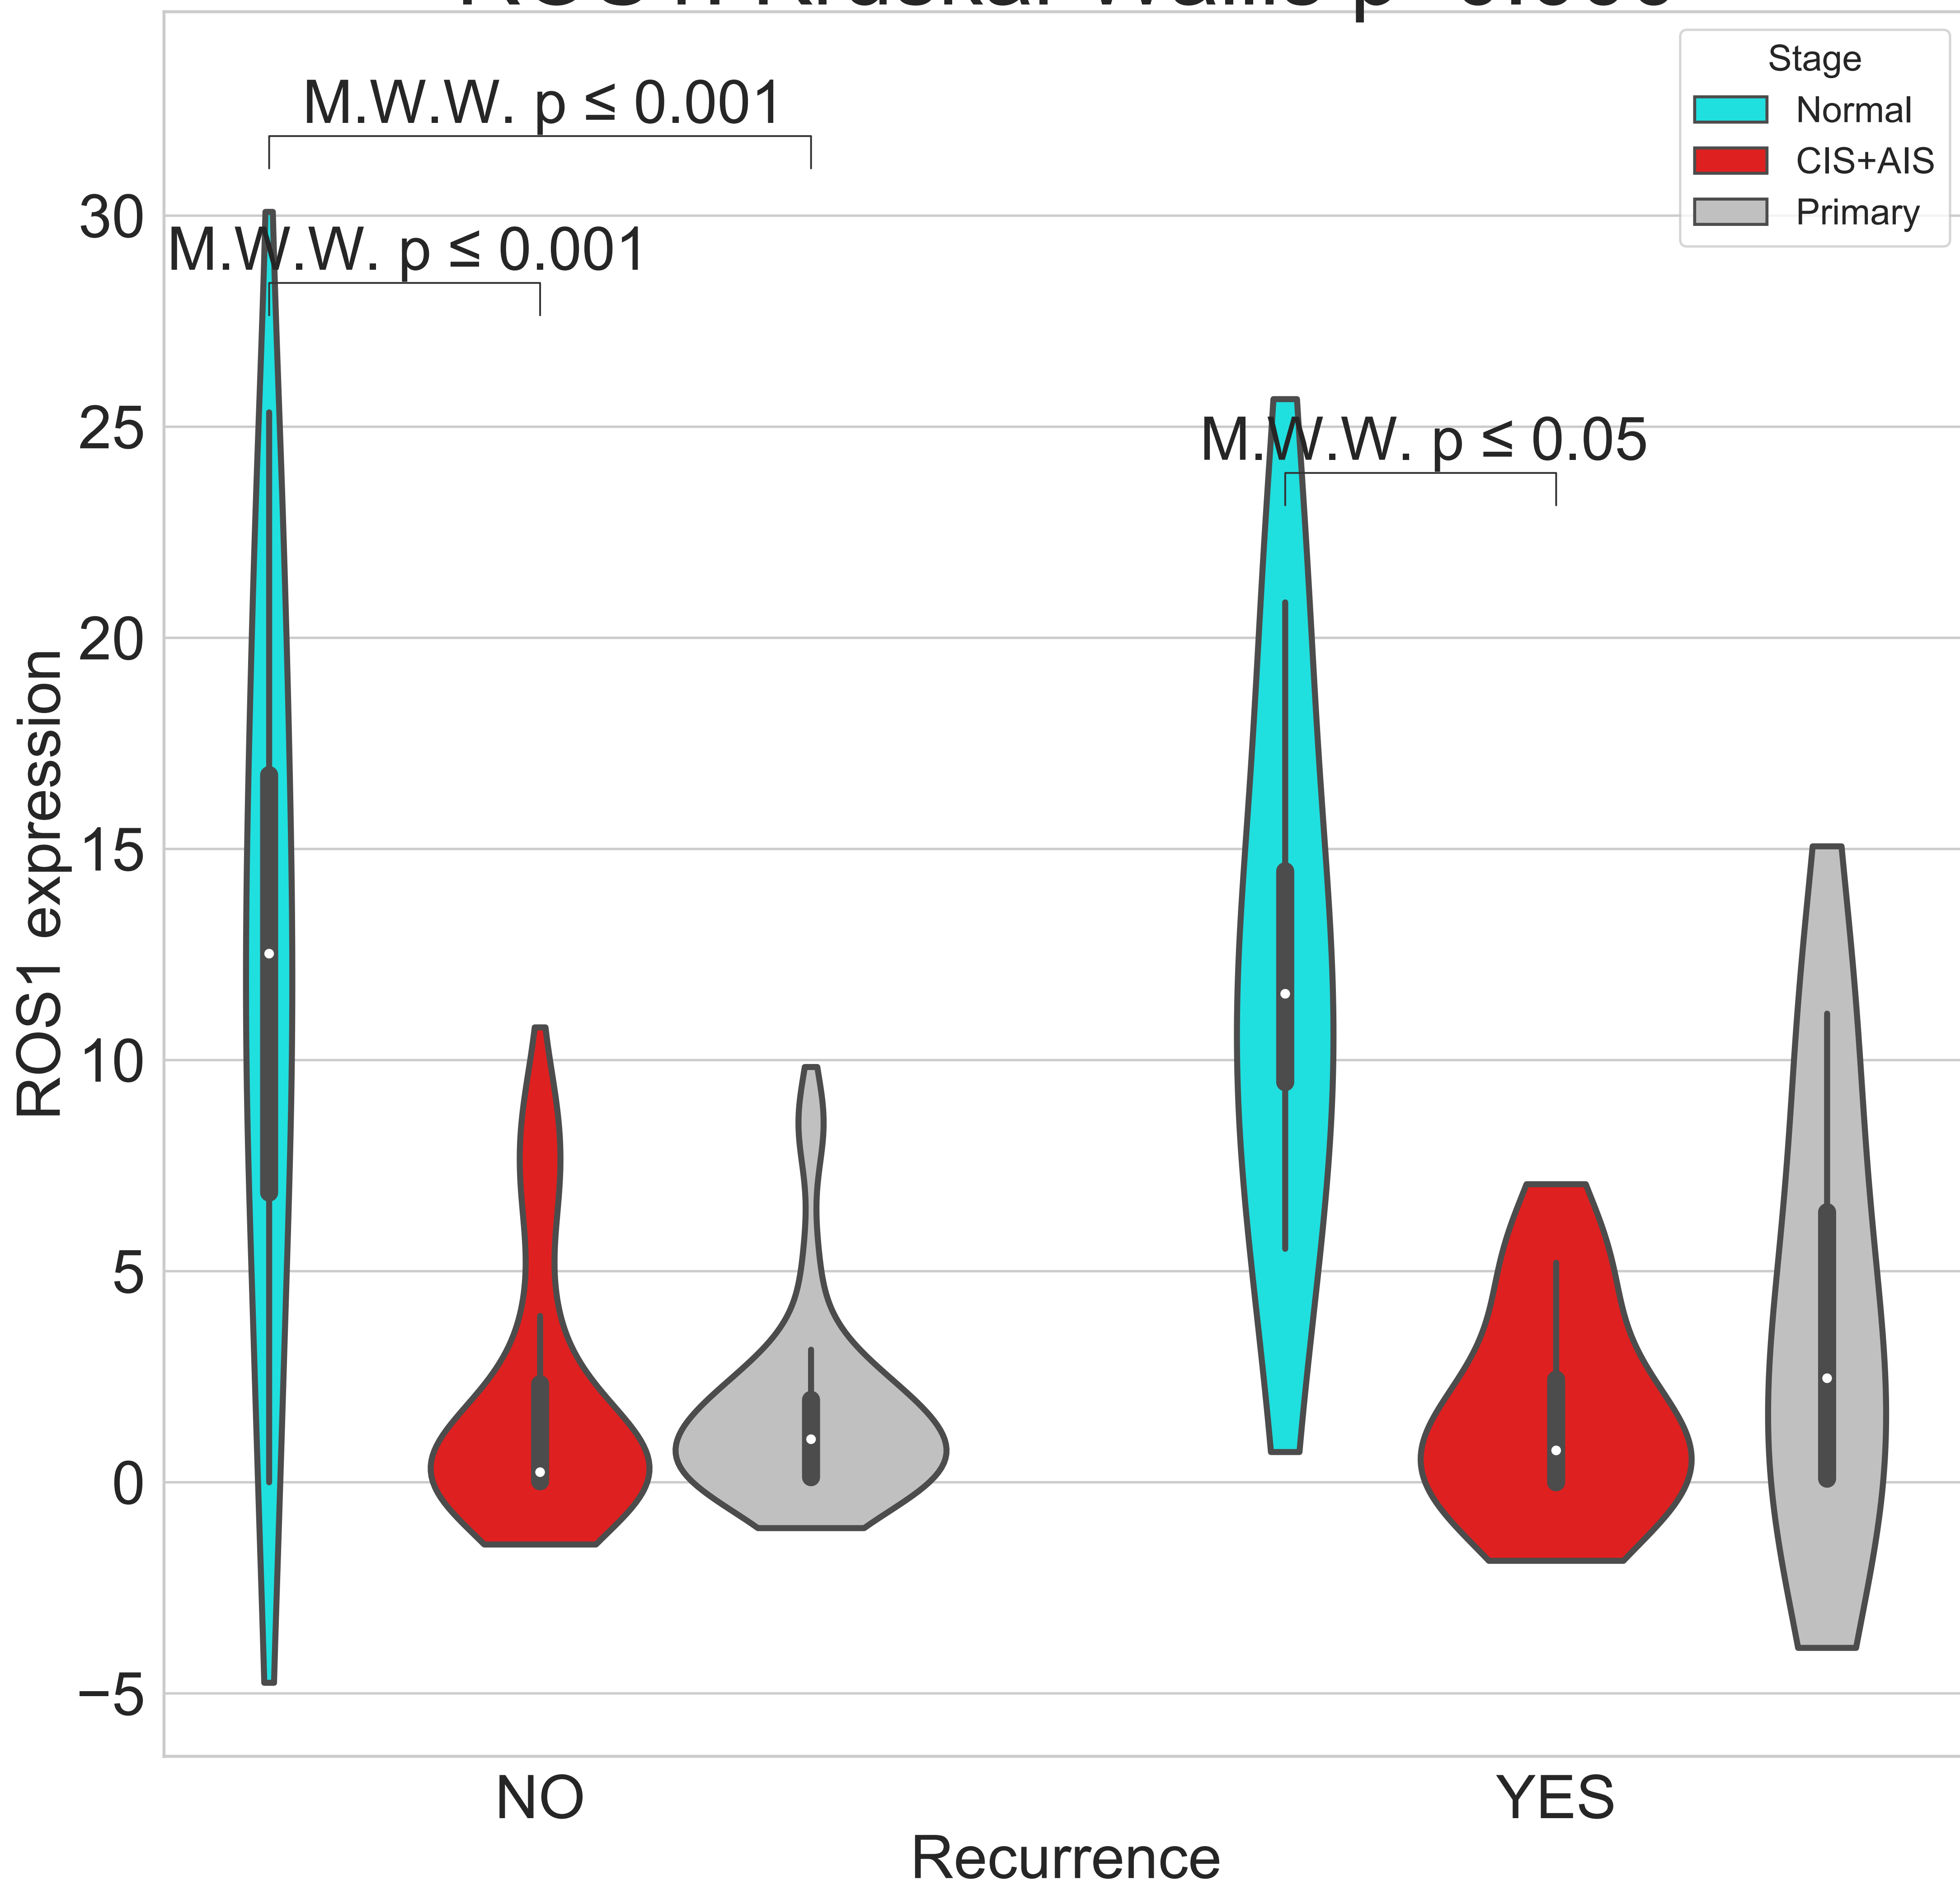 M.W.W. p ≤ 0.001
M.W.W. p ≤ 0.001
M.W.W. p ≤ 0.05
Stage
Normal
CIS+AIS
Primary
ROS1 expression
30
25
20
15
10
5
0
−5
NO
YES
Recurrence